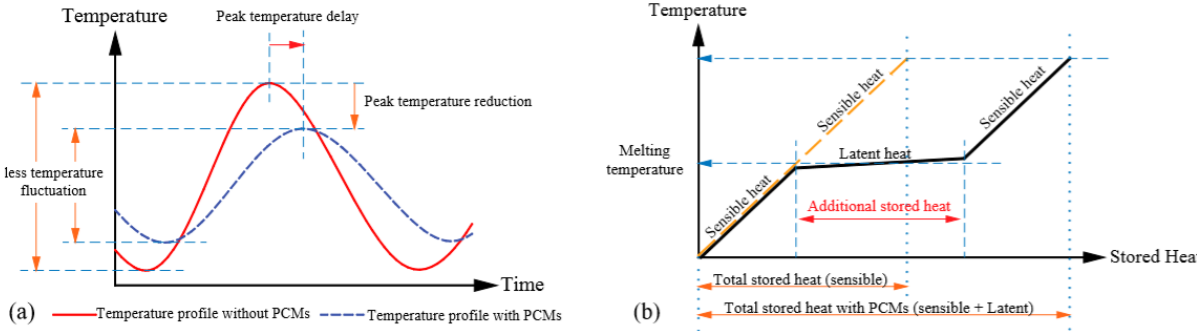 Temperature
Peak temperature delay
Peak temperature reduction
less temperature
fluctuation
Time
(a)
Temperature profile without PCMs
Temperature profile with PCMs
Temperature
Sensible heat
Sensible heat
Melting
temperature
Latent heat
Sensible heat
Additional stored heat
Stored Heat
Total stored heat (sensible)
(b)
Total stored heat with PCMs (sensible + Latent)